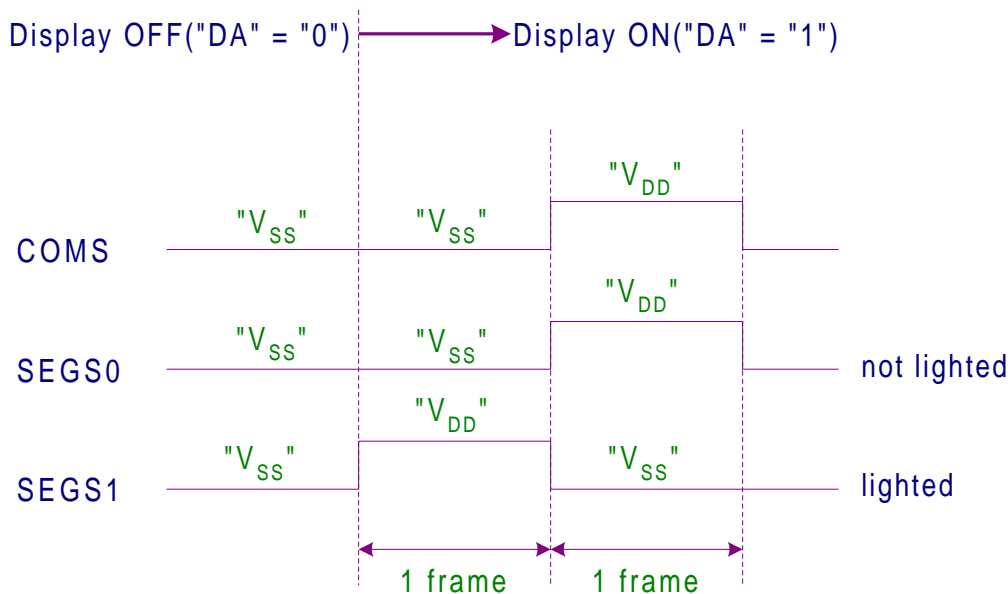 Display OFF("DA" = "0") Display ON("DA" = "1")
"VDD"
"VSS" "VSS"
COMS
"VDD"
"VSS" "VSS"
SEGS0 not lighted
"VDD"
"VSS" "VSS"
SEGS1 lighted
1 frame 1 frame